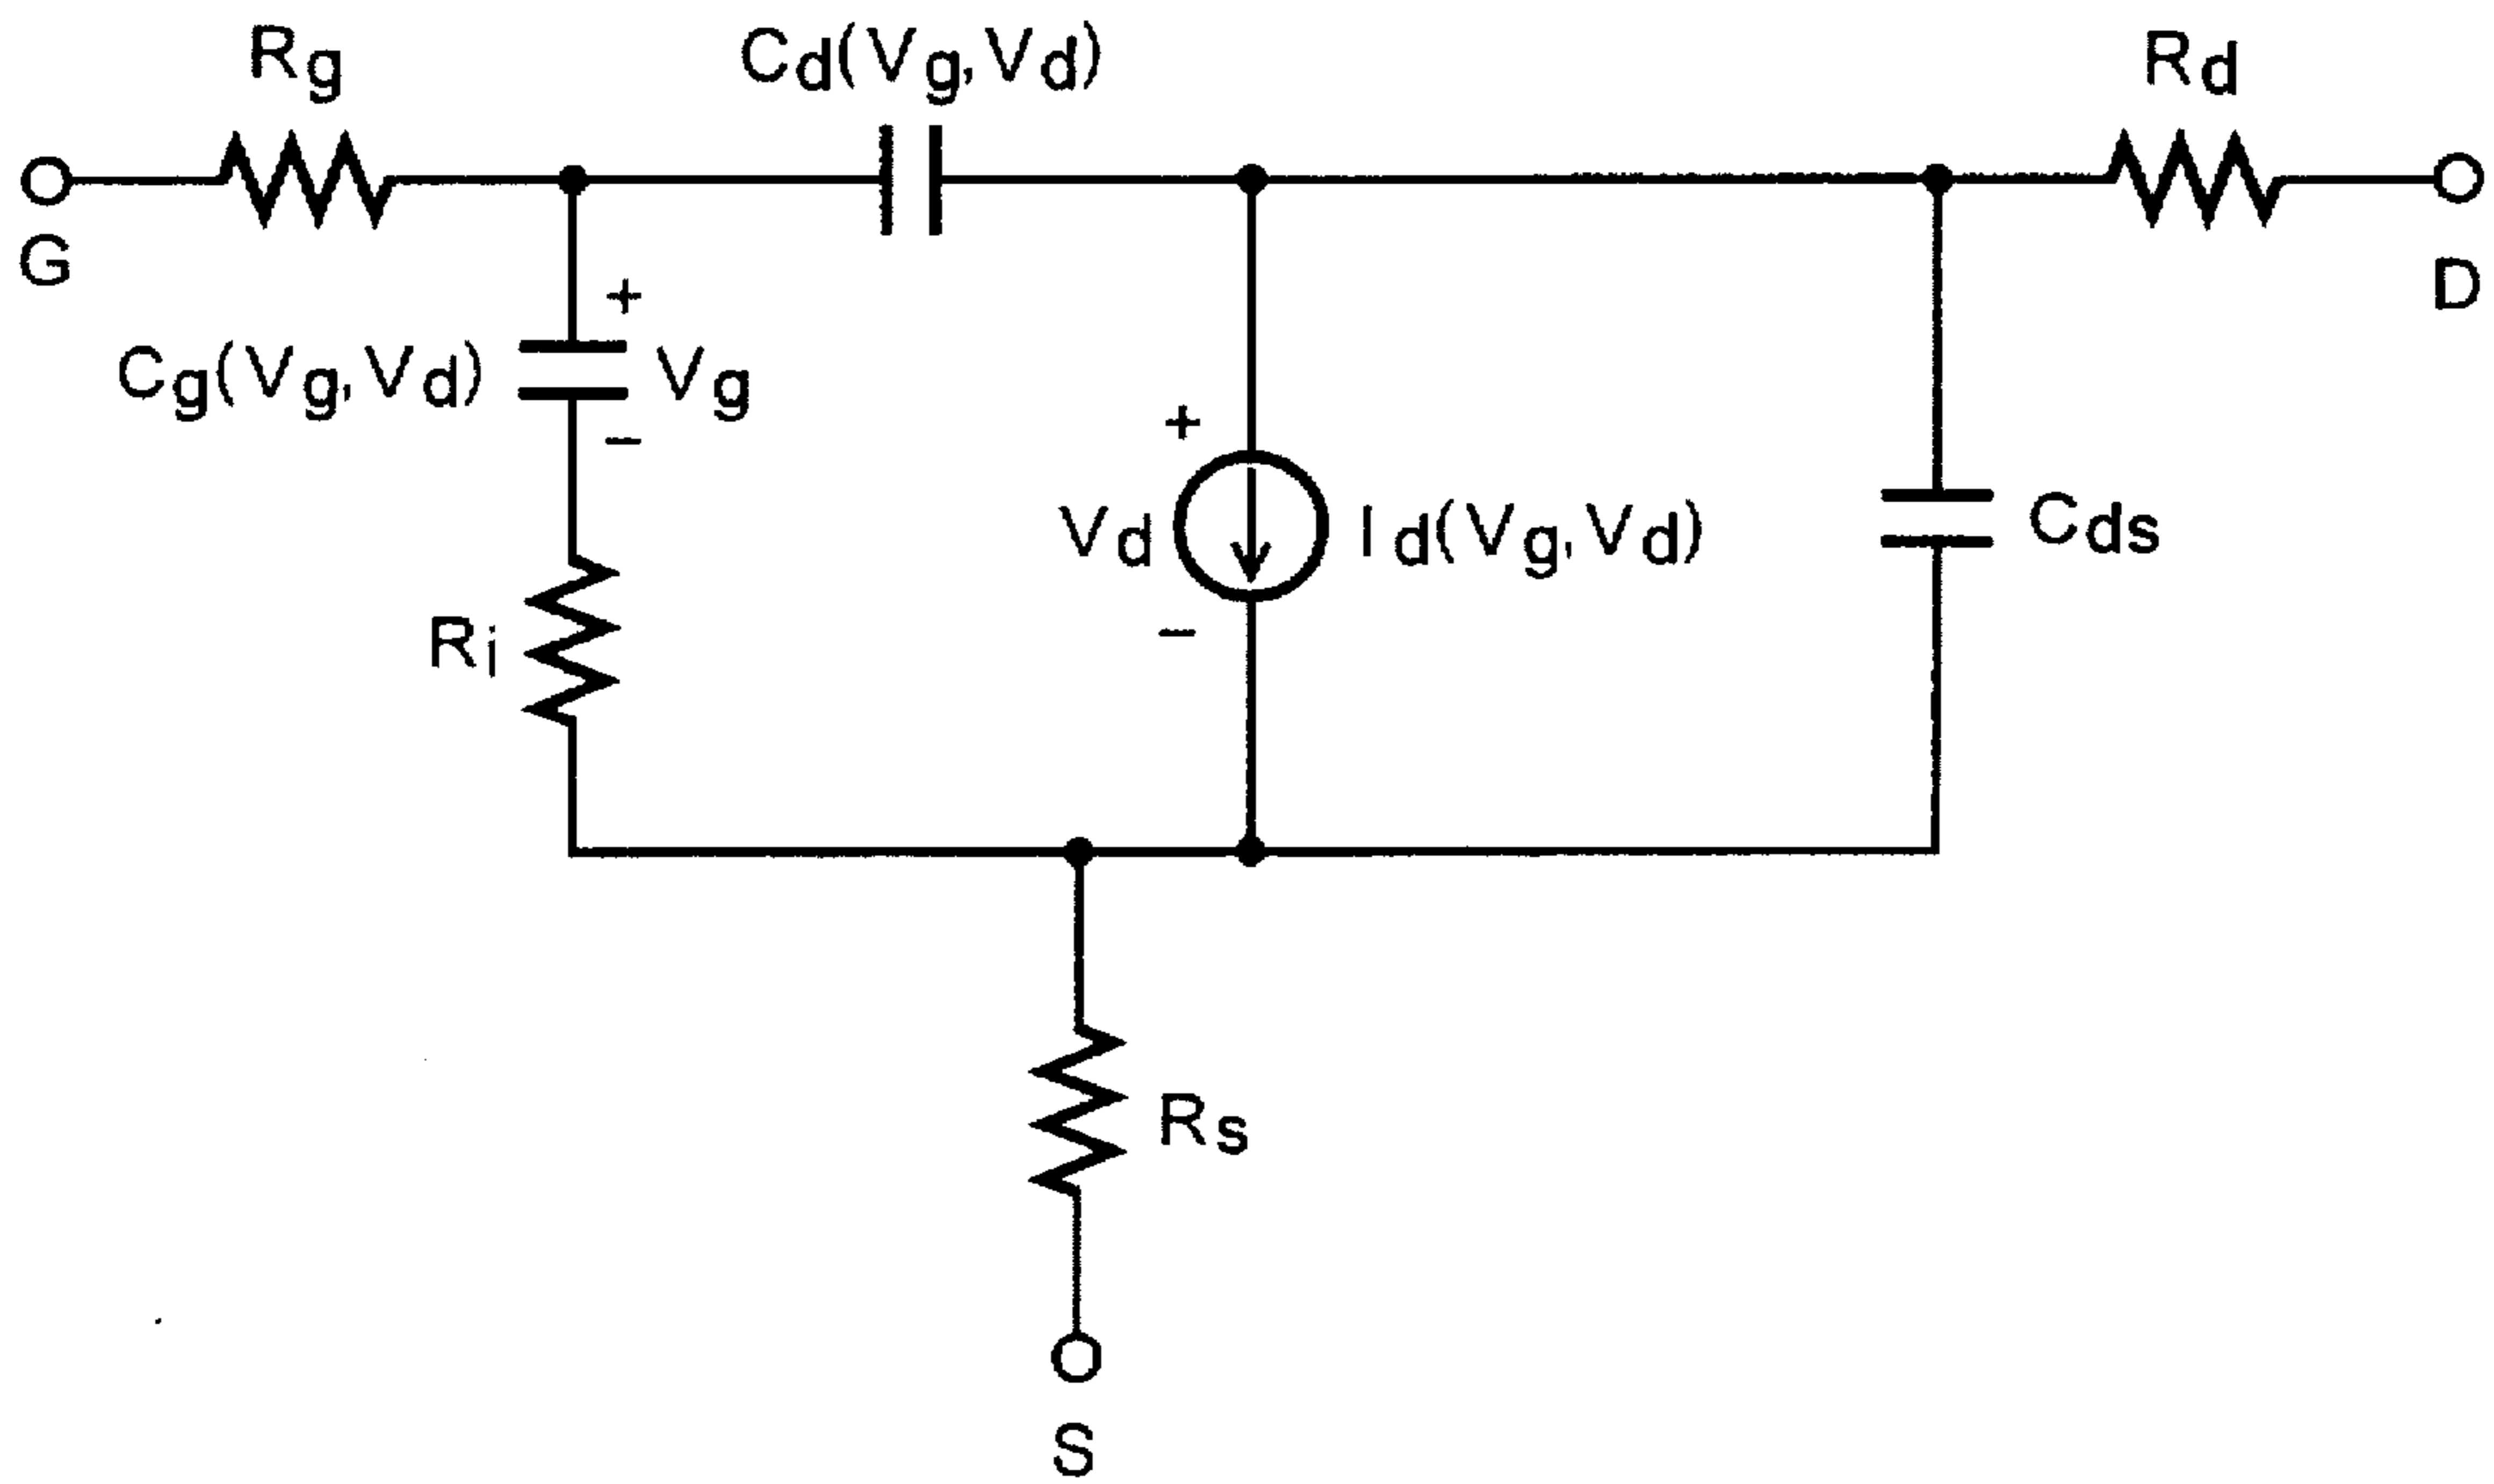 Rg
Cd(Vg,Vd)
Rd
G
D
+
Cg(Vg,Vd)
Vg
−
+
Vd
Id(Vg,Vd)
Cds
−
Ri
Rs
S